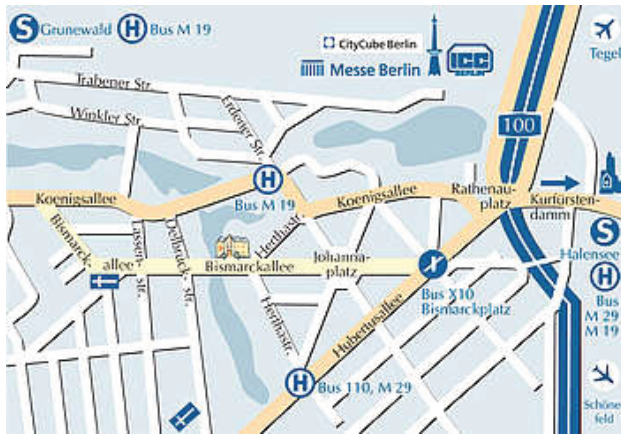 S Grunewald H Bus M 19
CityCube Berlin
Messe Berlin
ICC
BERLIN
Tegel
Trabener Str.
Winkler Str.
Erdener Str.
100
H
Bus M 19
Koenigsallee
Koenigsallee
Rathenau-
platz
Kurfürsten-
damm
S
Halensee
H
Bus
M 29
M 19
Bismarck-
allee
Lassen-
str.
Delbrück-
str.
Bismarckallee
Herthastr.
Johanna-
platz
Bus X10
Bismarckplatz
Herthastr.
Hubertusallee
H Bus 110, M 29
Schöne
feld